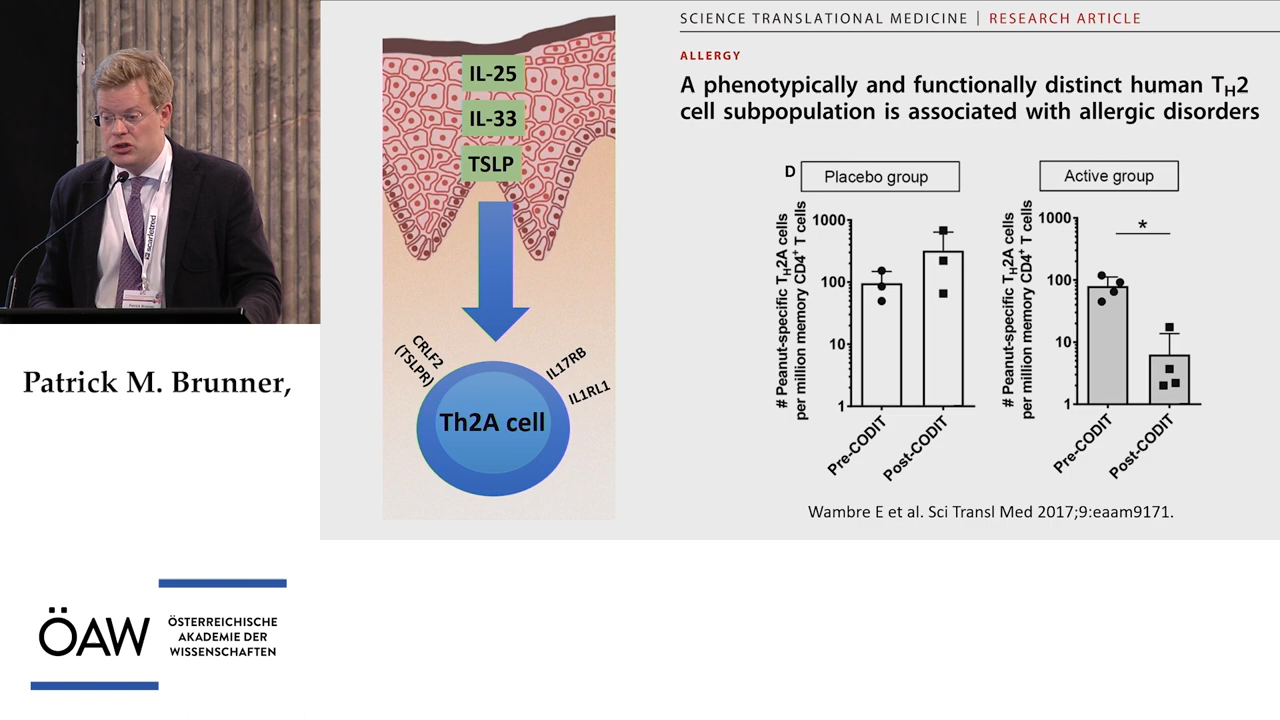 SCIENCE TRANSLATIONAL MEDICINE | RESEARCH ARTICLE
ALLERGY
A phenotypically and functionally distinct human TH2
cell subpopulation is associated with allergic disorders
IL-25
IL-33
TSLP
CRLF2
(TSLPR)
IL17RB
IL1RL1
Th2A cell
D
Placebo group
# Peanut-specific TH2A cells
per million memory CD4+ T cells
1000
100
10
1
Pre-CODIT
Post-CODIT
Active group
# Peanut-specific TH2A cells
per million memory CD4+ T cells
1000
100
10
1
*
Pre-CODIT
Post-CODIT
Wambre E et al. Sci Transl Med 2017;9:eaam9171.
scarletred
Patrick M. Brunner,
ÖAW
ÖSTERREICHISCHE
AKADEMIE DER
WISSENSCHAFTEN